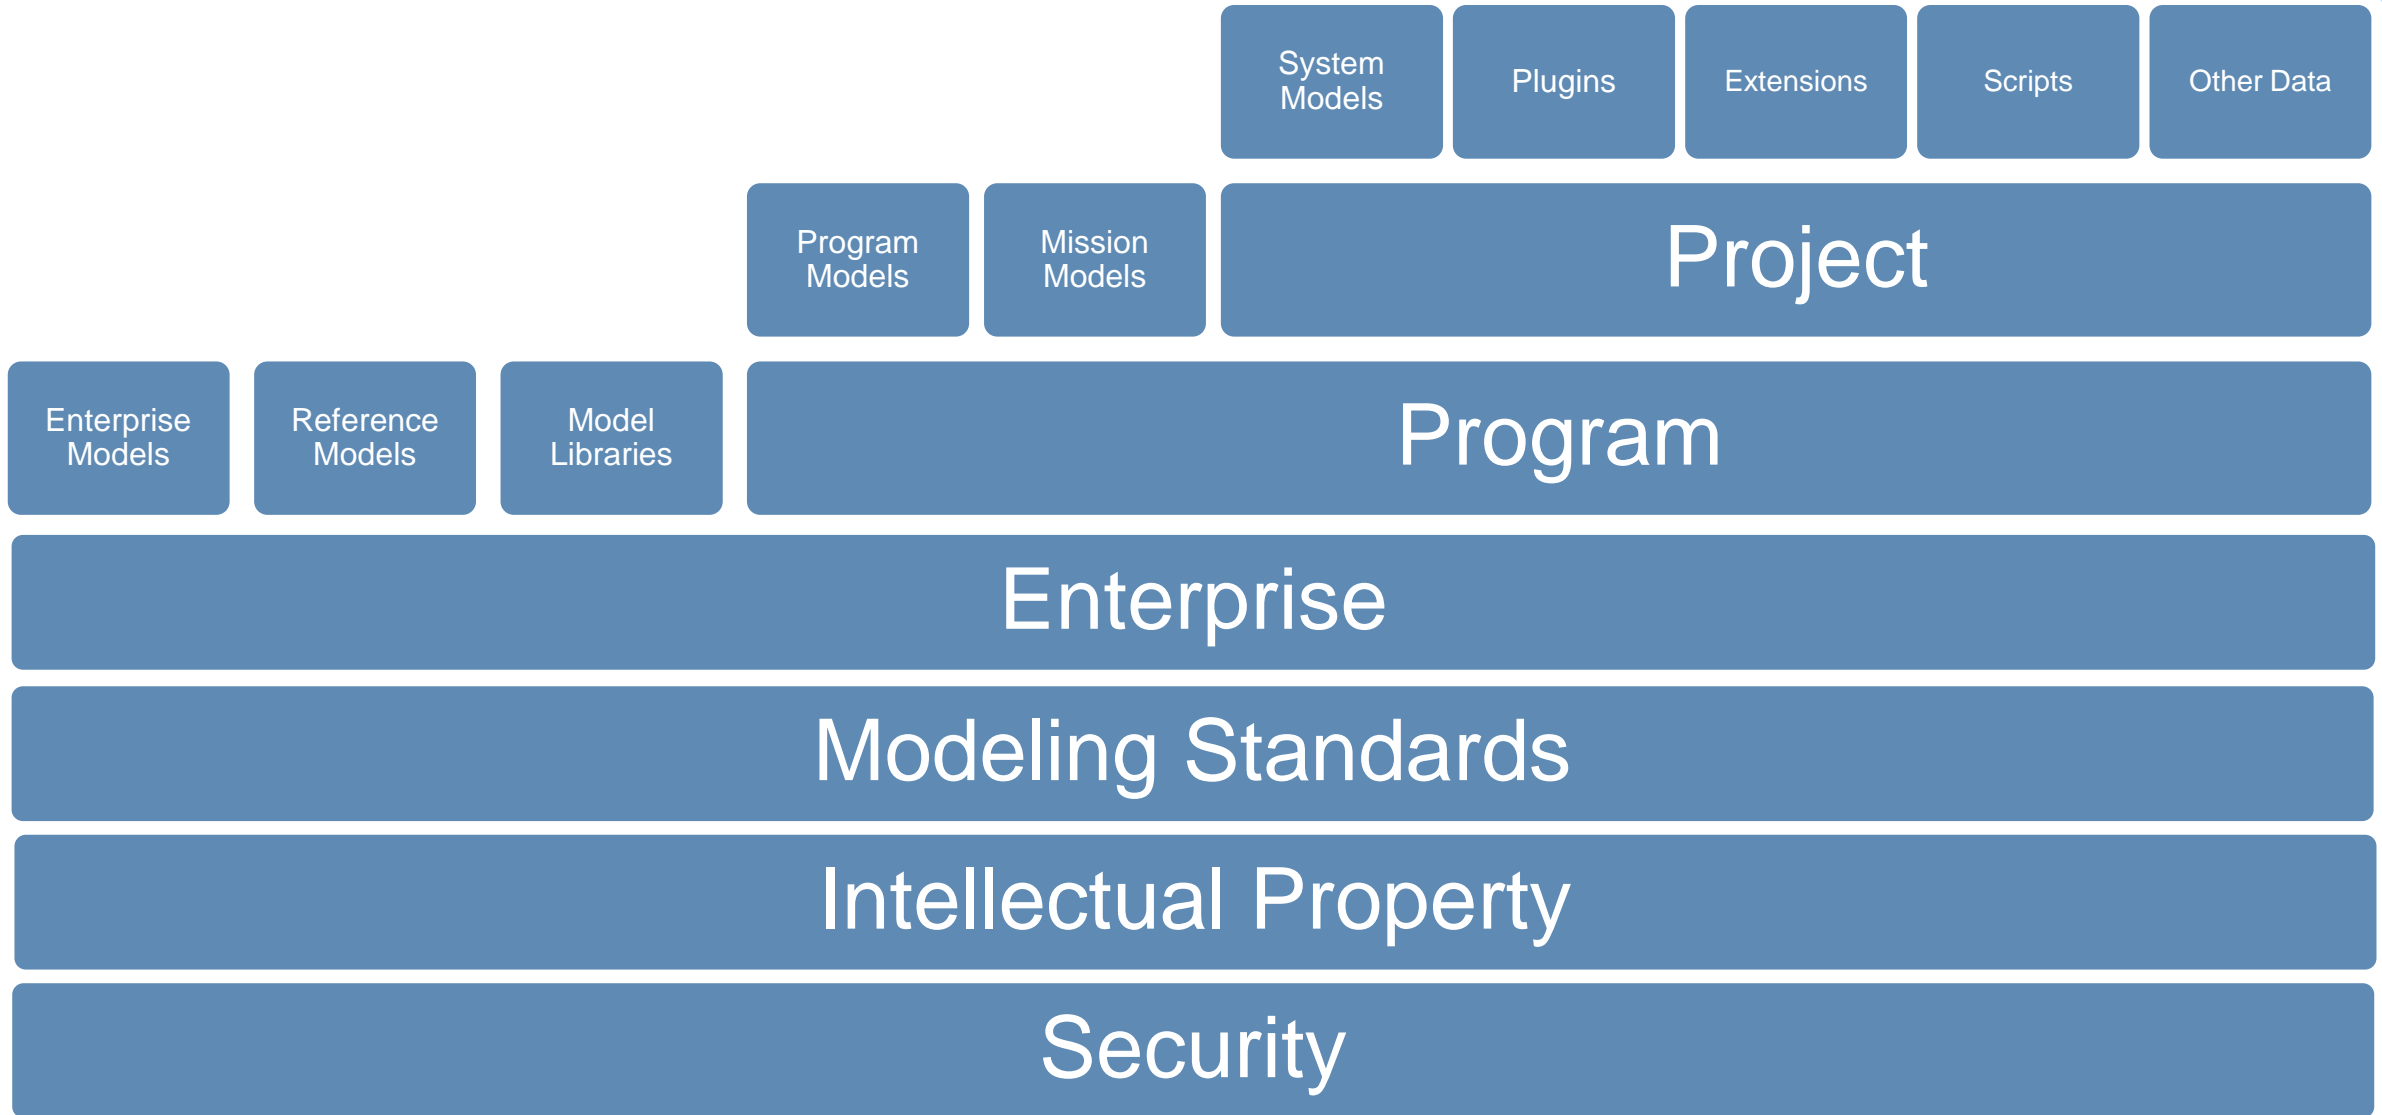 System
Models
Plugins
Extensions
Scripts
Other Data
Program
Models
Mission
Models
Project
Enterprise
Models
Reference
Models
Model
Libraries
Program
Enterprise
Modeling Standards
Intellectual Property
Security